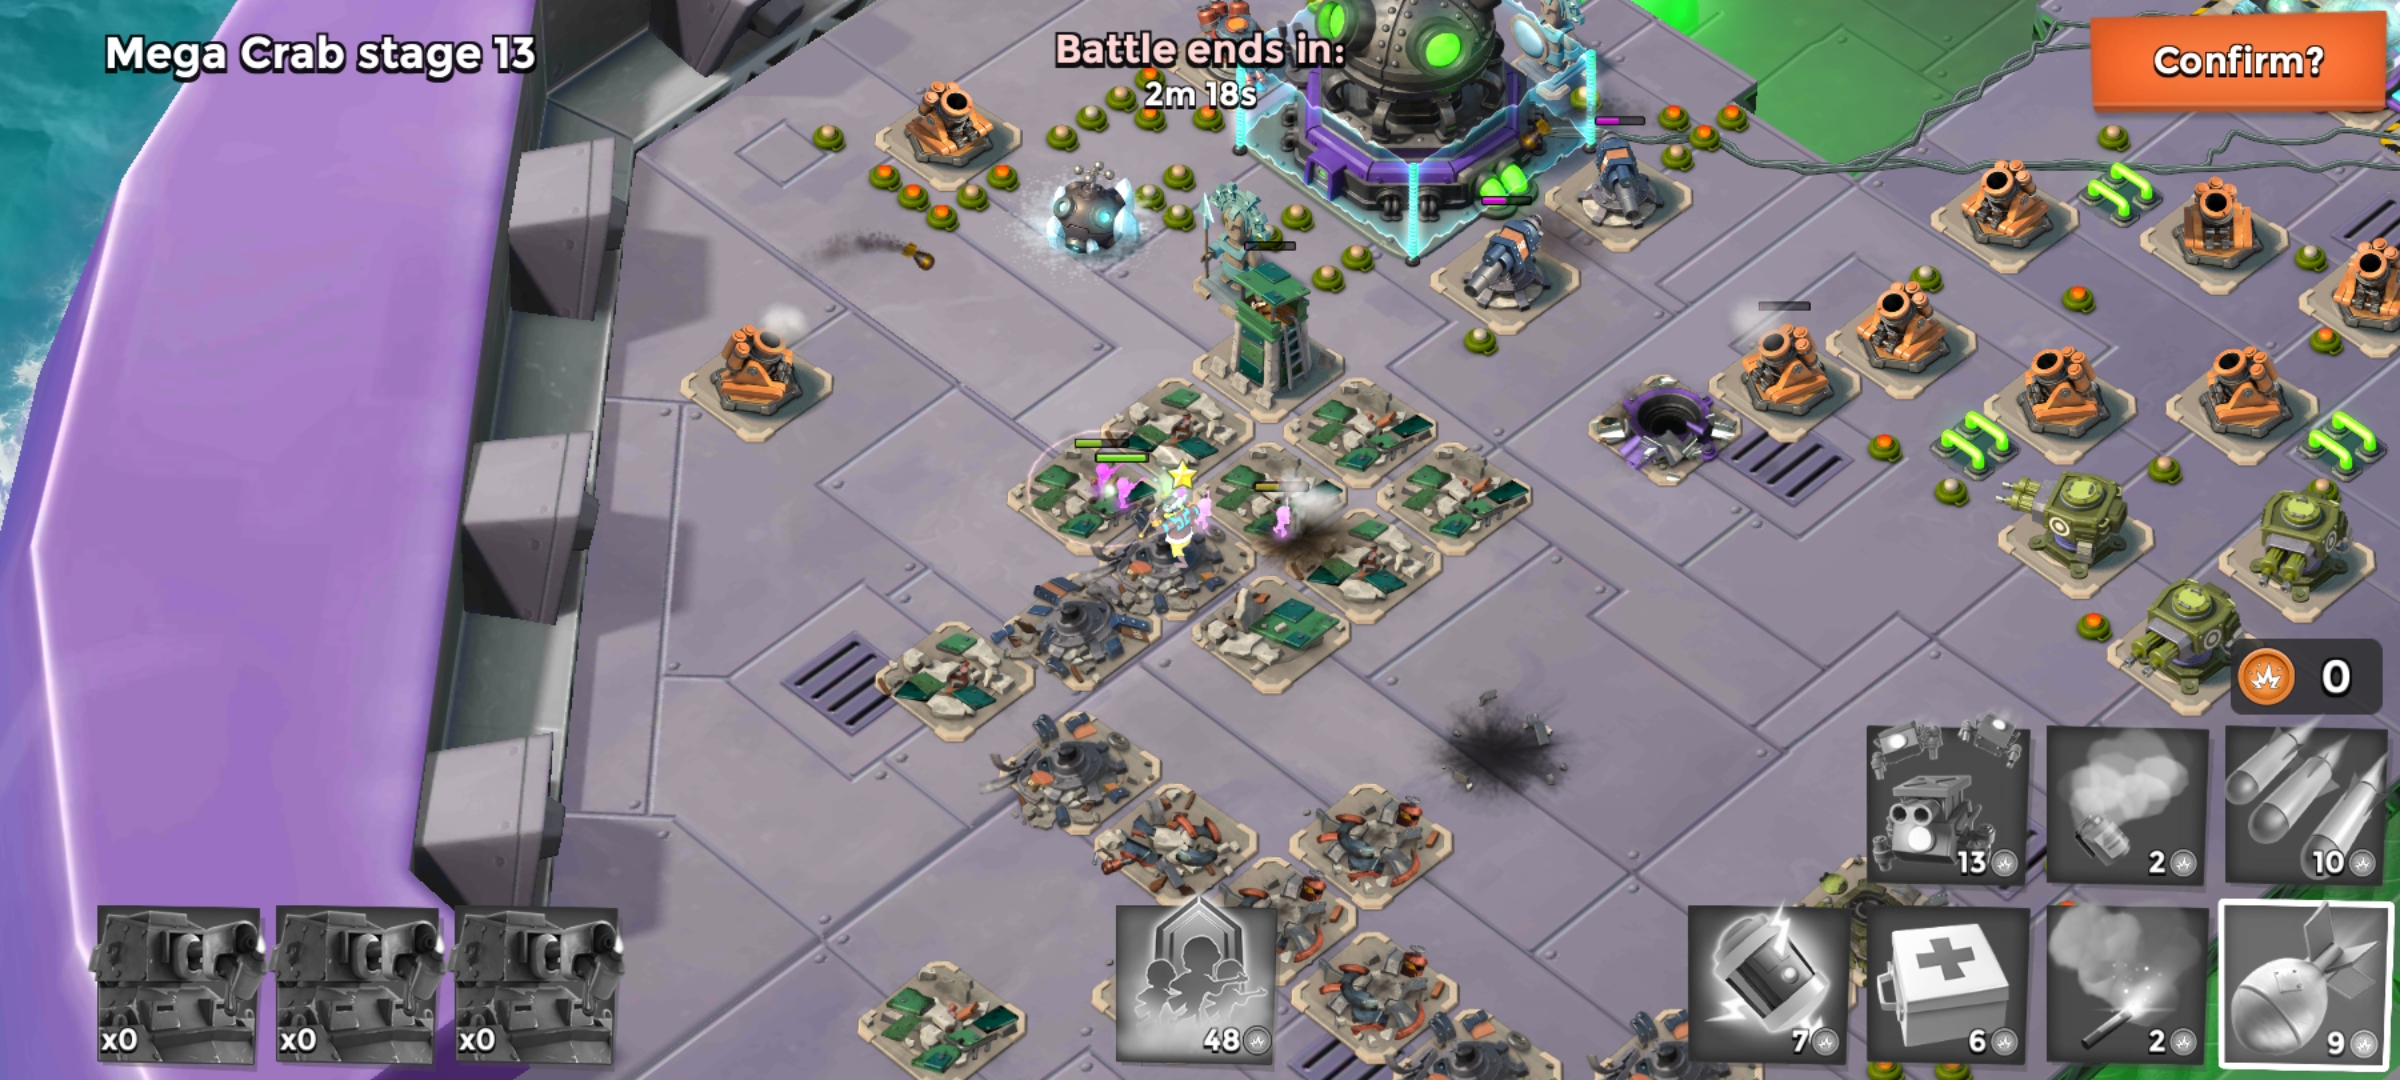 Mega Crab stage 13
Battle ends in:
2m 18s
Confirm?
0
13
2
10
x0
x0
x0
48
7
6
2
9